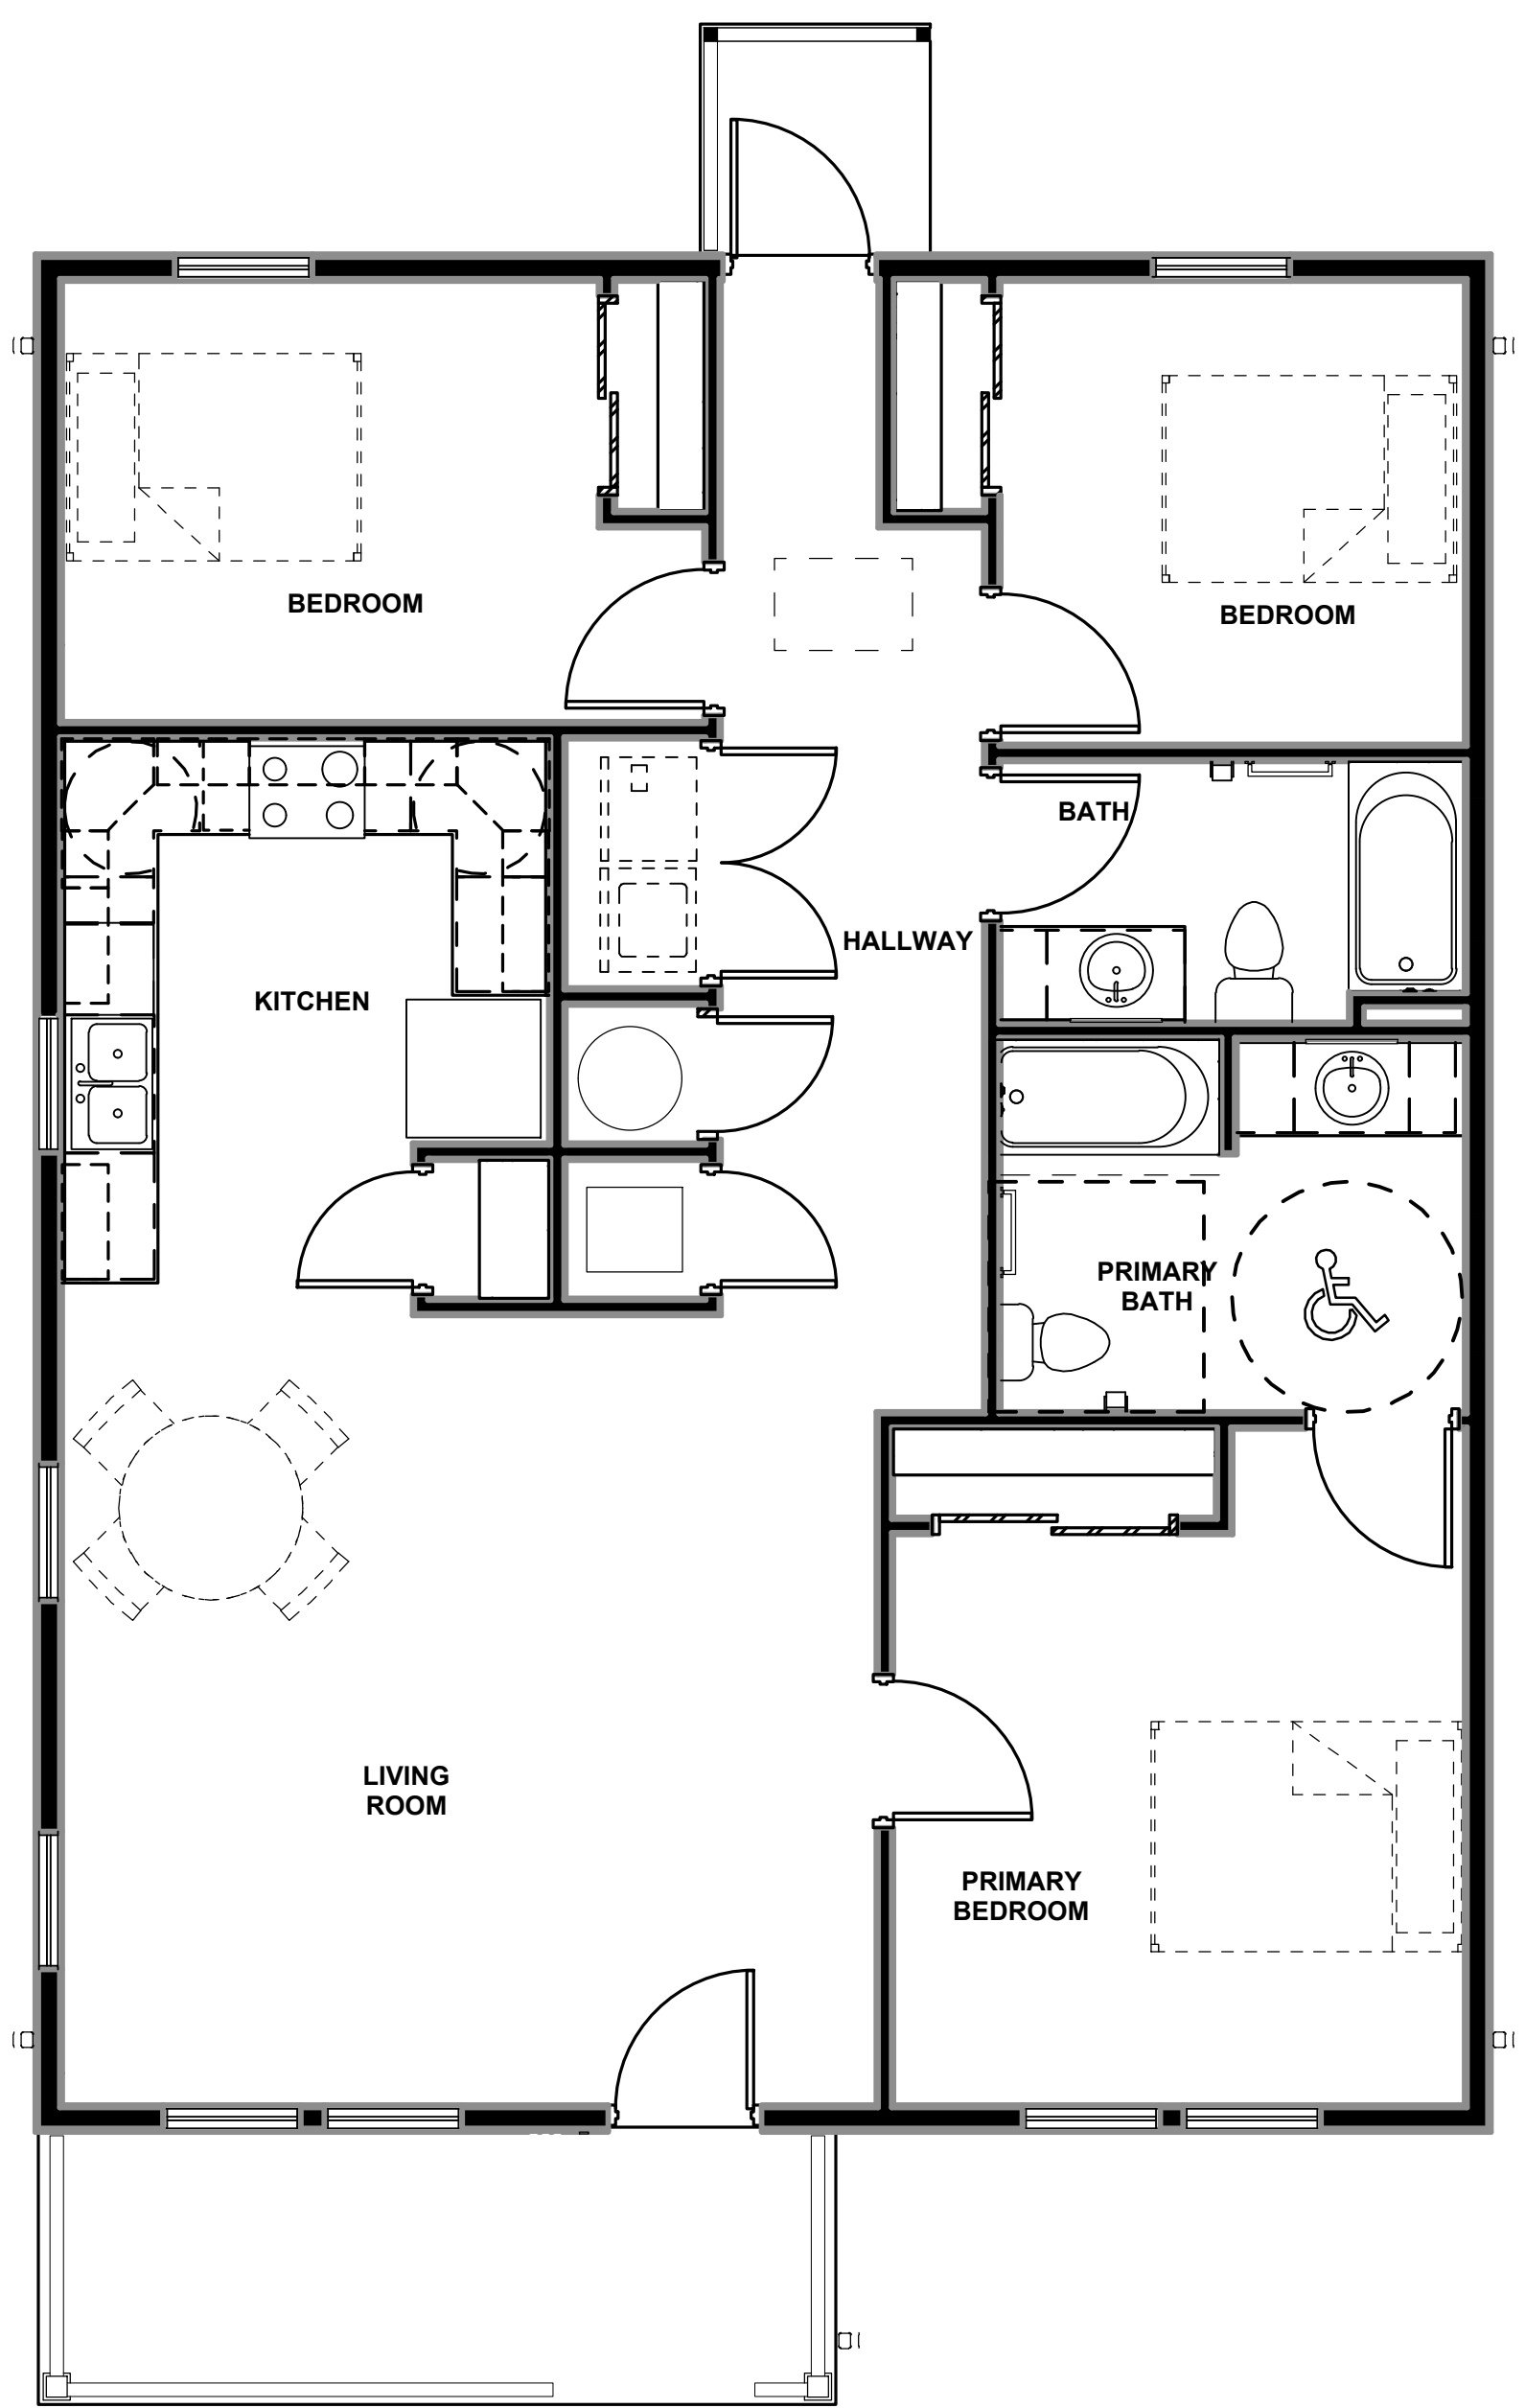 BEDROOM
BEDROOM
BATH
HALLWAY
KITCHEN
PRIMARY
BATH
LIVING
ROOM
PRIMARY
BEDROOM